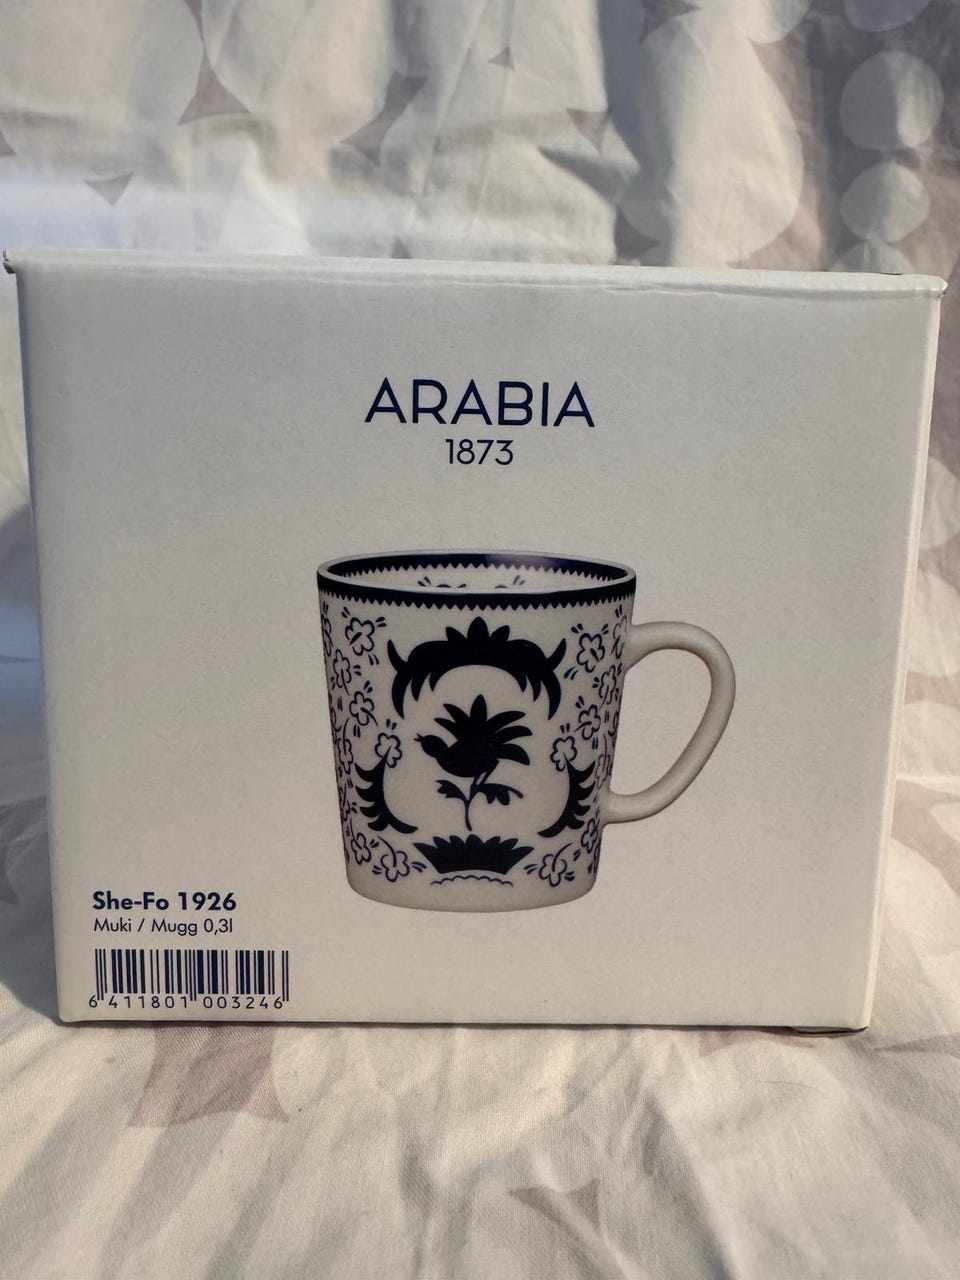 ARABIA
1873
She-Fo 1926
Muki / Mugg 0,3l
6 411801 003246